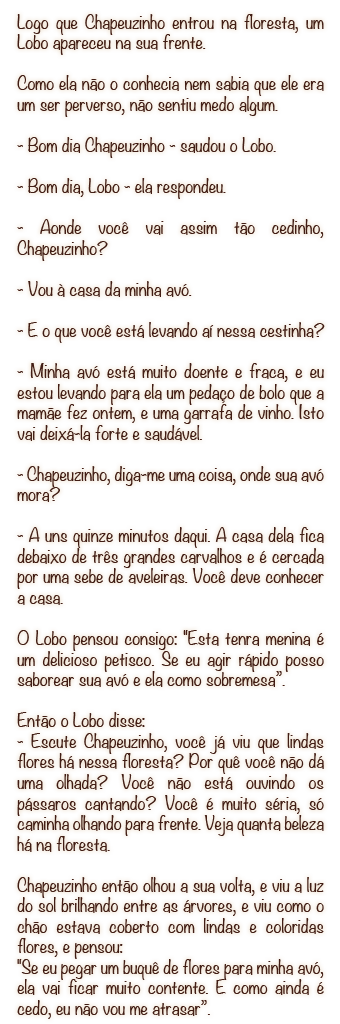 Logo que Chapeuzinho entrou na floresta, um
Lobo apareceu na sua frente.
Como ela não o conhecia nem sabia que ele era
um ser perverso, não sentiu medo algum.
- Bom dia Chapeuzinho - saudou o Lobo.
- Bom dia, Lobo - ela respondeu.
- Aonde você vai assim tão cedinho,
Chapeuzinho?
- Vou à casa da minha avó.
- E o que você está levando aí nessa cestinha?
- Minha avó está muito doente e fraca, e eu
estou levando para ela um pedaço de bolo que a
mamãe fez ontem, e uma garrafa de vinho. Isto
vai deixá-la forte e saudável.
- Chapeuzinho, diga-me uma coisa, onde sua avó
mora?
- A uns quinze minutos daqui. A casa dela fica
debaixo de três grandes carvalhos e é cercada
por uma sebe de aveleiras. Você deve conhecer
a casa.
O Lobo pensou consigo: "Esta tenra menina é
um delicioso petisco. Se eu agir rápido posso
saborear sua avó e ela como sobremesa”.
Então o Lobo disse:
- Escute Chapeuzinho, você já viu que lindas
flores há nessa floresta? Por quê você não dá
uma olhada? Você não está ouvindo os
pássaros cantando? Você é muito séria, só
caminha olhando para frente. Veja quanta beleza
há na floresta.
Chapeuzinho então olhou a sua volta, e viu a luz
do sol brilhando entre as árvores, e viu como o
chão estava coberto com lindas e coloridas
flores, e pensou:
"Se eu pegar um buquê de flores para minha avó,
ela vai ficar muito contente. E como ainda é
cedo, eu não vou me atrasar”.